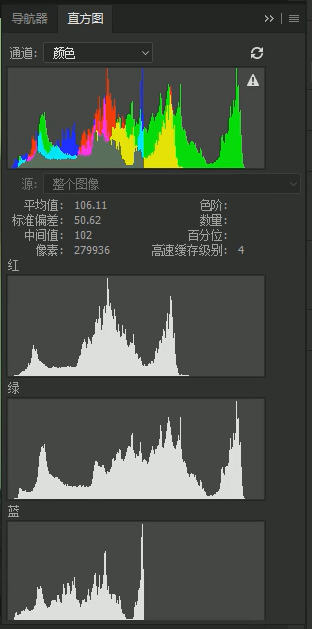 导航器 直方图
通道: 颜色
源: 整个图像
平均值: 106.11 色阶:
标准偏差: 50.62 数量:
中间值: 102 百分位:
像素: 279936 高速缓存级别: 4
红
绿
蓝